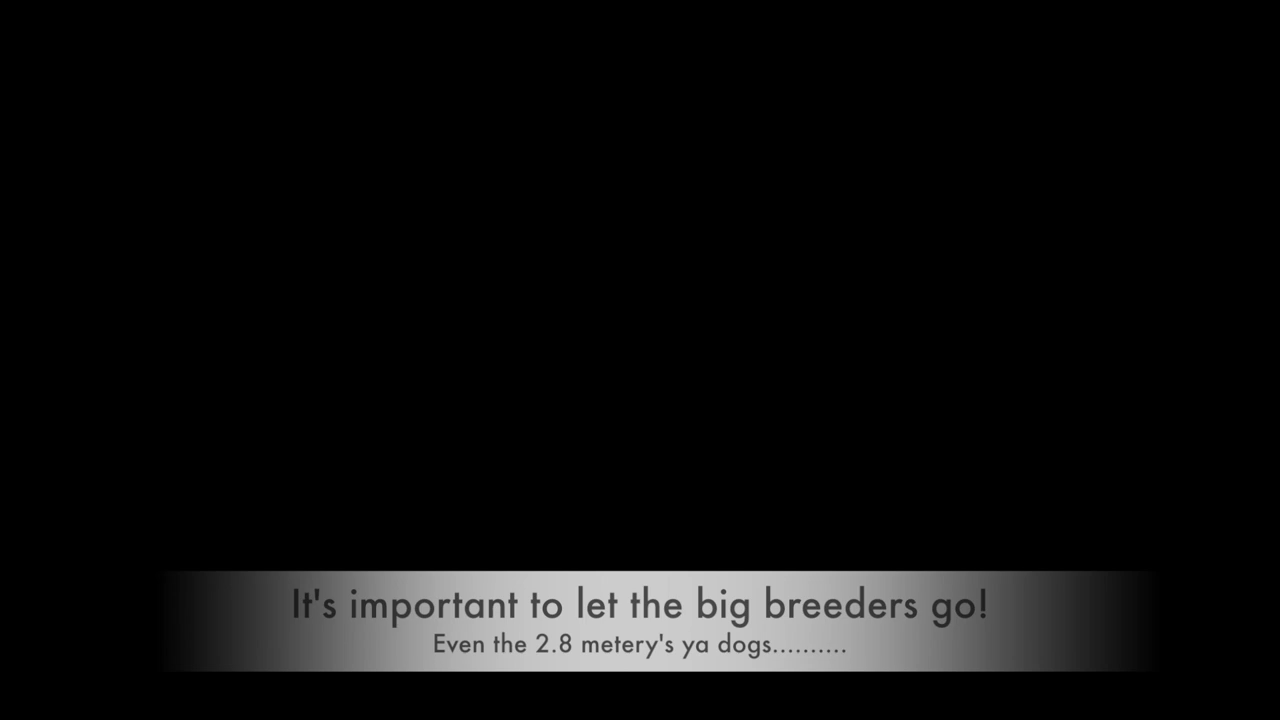 It's important to let the big breeders go!
Even the 2.8 metery's ya dogs..........